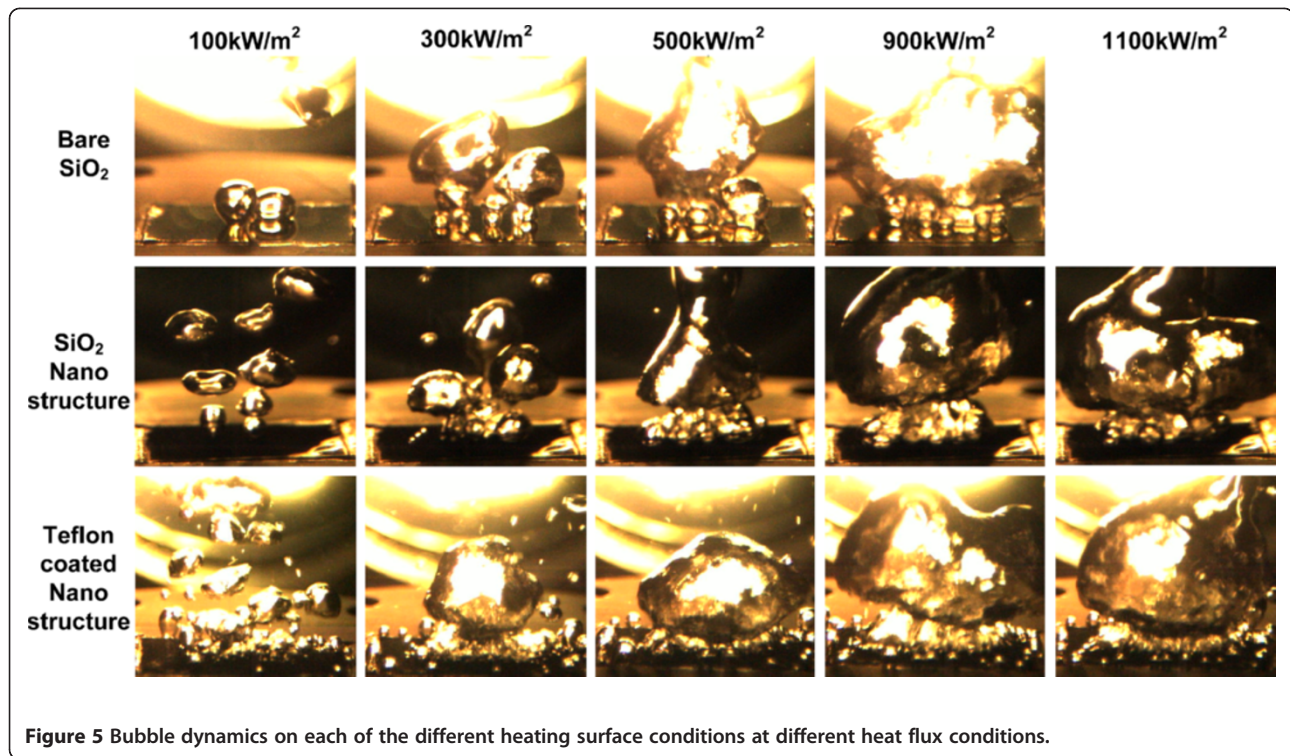 100kW/m² 300kW/m² 500kW/m² 900kW/m² 1100kW/m²
Bare
SiO₂
SiO₂
Nano
structure
Teflon
coated
Nano
structure
Figure 5 Bubble dynamics on each of the different heating surface conditions at different heat flux conditions.